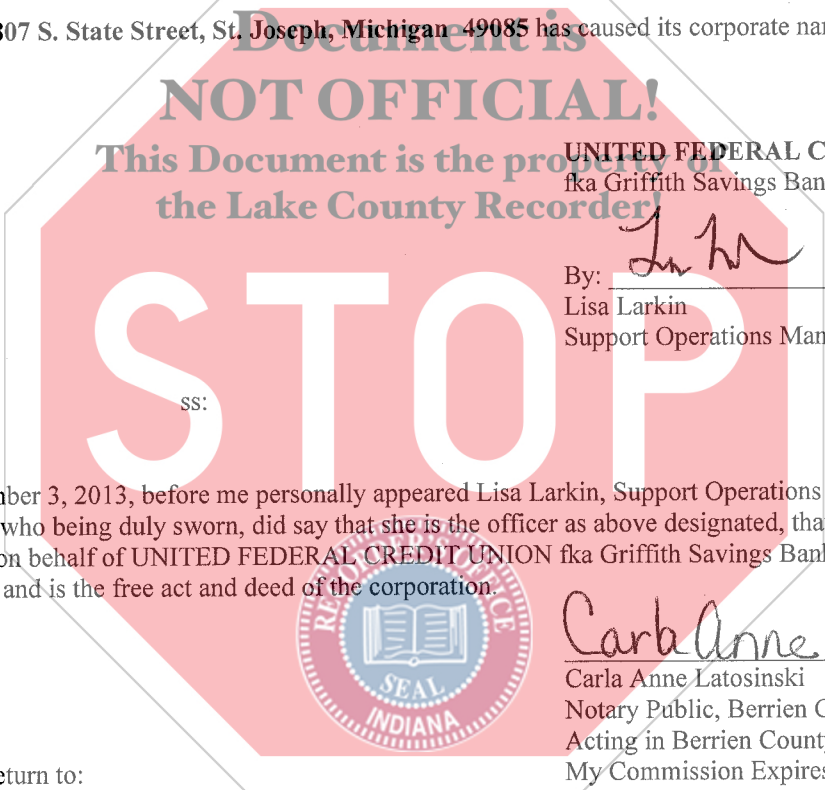 807 S. State Street, St. Joseph, Michigan 49085 has caused its corporate nar
Document is
NOT OFFICIAL!
This Document is the property of
the Lake County Recorder!
UNITED FEDERAL C
fka Griffith Savings Ban
By:
Lisa Larkin
Support Operations Man
STOP
ss:
nber 3, 2013, before me personally appeared Lisa Larkin, Support Operations
who being duly sworn, did say that she is the officer as above designated, tha
on behalf of UNITED FEDERAL CREDIT UNION fka Griffith Savings Bank
and is the free act and deed of the corporation.
RECORDER'S OFFICE
SEAL
INDIANA
Carla Anne
Carla Anne Latosinski
Notary Public, Berrien C
Acting in Berrien County
My Commission Expires
eturn to: